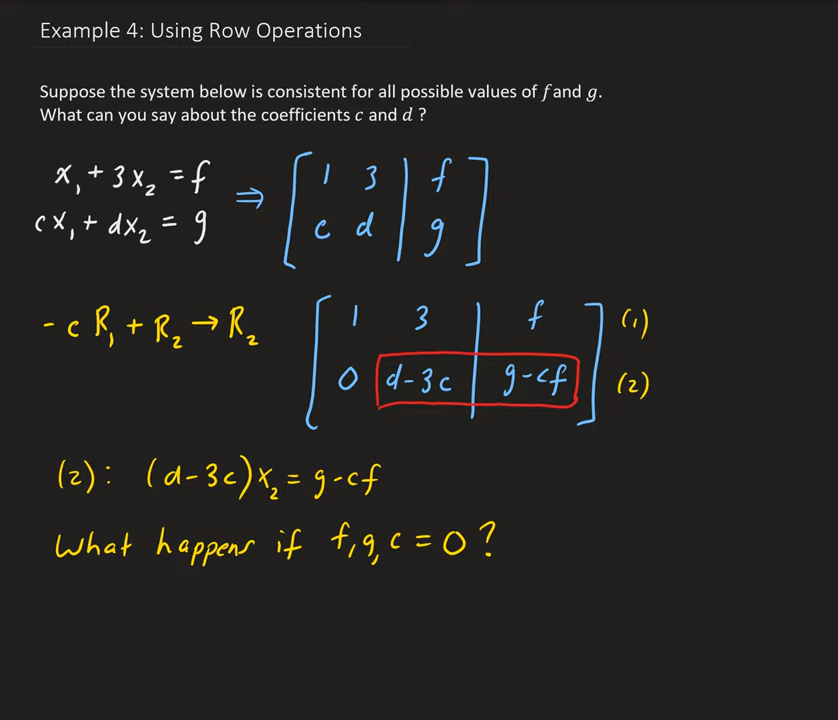 Example 4: Using Row Operations
Suppose the system below is consistent for all possible values of f and g.
What can you say about the coefficients c and d ?
x₁ + 3x₂ = f ⇒ [ 1 3 | f ]
cx₁ + dx₂ = g [ c d | g ]
-c R₁ + R₂ → R₂ [ 1 3 | f ] (1)
[ 0 d-3c | g-cf ] (2)
(2): (d-3c)x₂ = g-cf
What happens if f, g, c = 0?